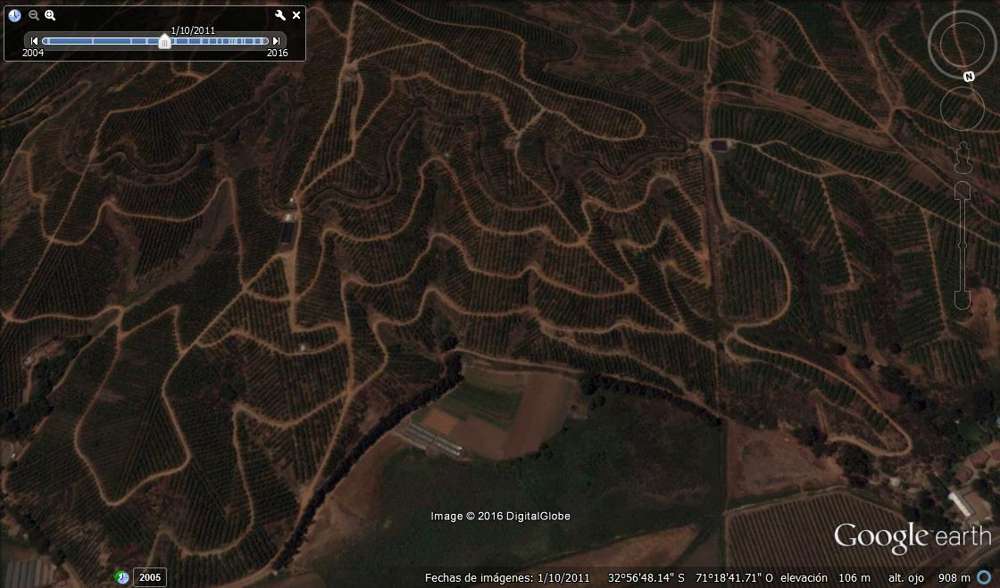 1/10/2011
2004
2016
N
Image © 2016 DigitalGlobe
Google earth
2005
Fechas de imágenes: 1/10/2011 32°56'48.14" S 71°18'41.71" O elevación 106 m alt. ojo 908 m